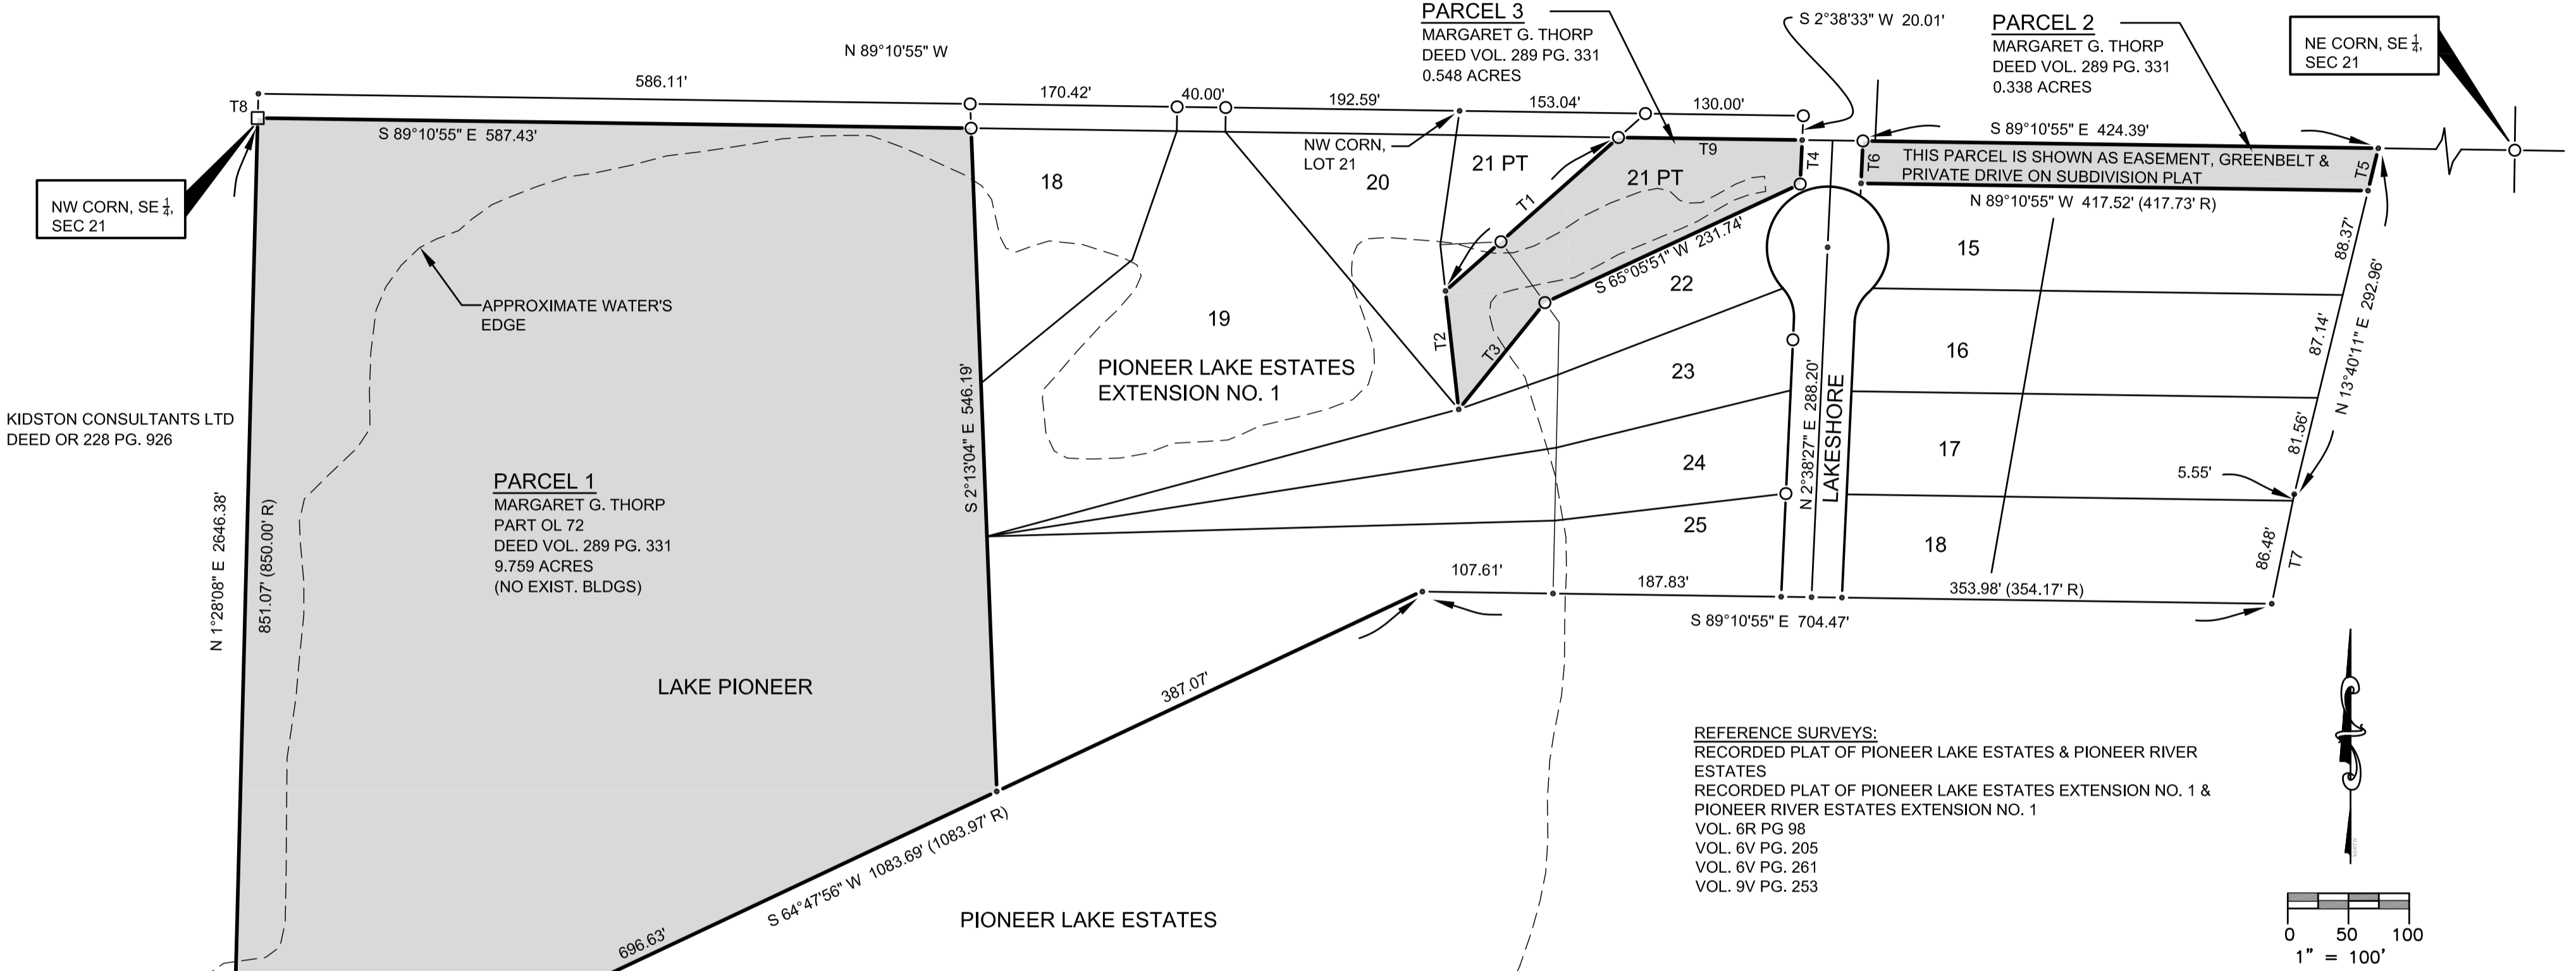 N 89°10'55" W
586.11'
170.42'
40.00'
192.59'
153.04'
130.00'
S 2°38'33" W 20.01'
PARCEL 3
MARGARET G. THORP
DEED VOL. 289 PG. 331
0.548 ACRES
PARCEL 2
MARGARET G. THORP
DEED VOL. 289 PG. 331
0.338 ACRES
NE CORN, SE 1/4,
SEC 21
T8
S 89°10'55" E 587.43'
NW CORN, SE 1/4,
SEC 21
NW CORN,
LOT 21
S 89°10'55" E 424.39'
THIS PARCEL IS SHOWN AS EASEMENT, GREENBELT &
PRIVATE DRIVE ON SUBDIVISION PLAT
N 89°10'55" W 417.52' (417.73' R)
T9
T4
T6
T5
T1
T2
T3
18
19
20
21 PT
21 PT
22
23
24
25
S 65°05'51" W 231.74'
15
16
17
18
88.37'
87.14'
81.56'
5.55'
86.48'
T7
N 13°40'11" E 292.96'
APPROXIMATE WATER'S
EDGE
PIONEER LAKE ESTATES
EXTENSION NO. 1
KIDSTON CONSULTANTS LTD
DEED OR 228 PG. 926
N 1°28'08" E 2646.38'
851.07' (850.00' R)
PARCEL 1
MARGARET G. THORP
PART OL 72
DEED VOL. 289 PG. 331
9.759 ACRES
(NO EXIST. BLDGS)
S 2°13'04" E 546.19'
N 2°38'27" E 288.20'
LAKESHORE
107.61'
187.83'
353.98' (354.17' R)
S 89°10'55" E 704.47'
LAKE PIONEER
387.07'
S 64°47'56" W 1083.69' (1083.97' R)
696.63'
PIONEER LAKE ESTATES
REFERENCE SURVEYS:
RECORDED PLAT OF PIONEER LAKE ESTATES & PIONEER RIVER
ESTATES
RECORDED PLAT OF PIONEER LAKE ESTATES EXTENSION NO. 1 &
PIONEER RIVER ESTATES EXTENSION NO. 1
VOL. 6R PG 98
VOL. 6V PG. 205
VOL. 6V PG. 261
VOL. 9V PG. 253
0 50 100
1" = 100'